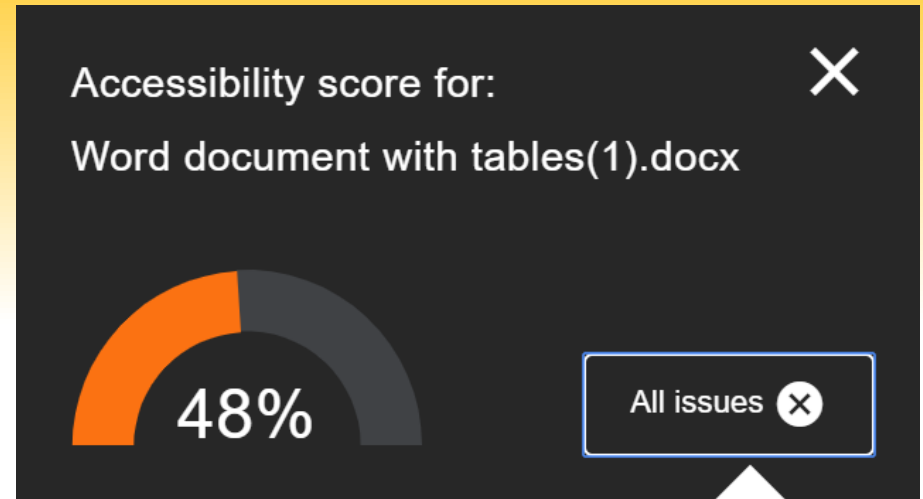 Accessibility score for:
Word document with tables(1).docx
48%
All issues